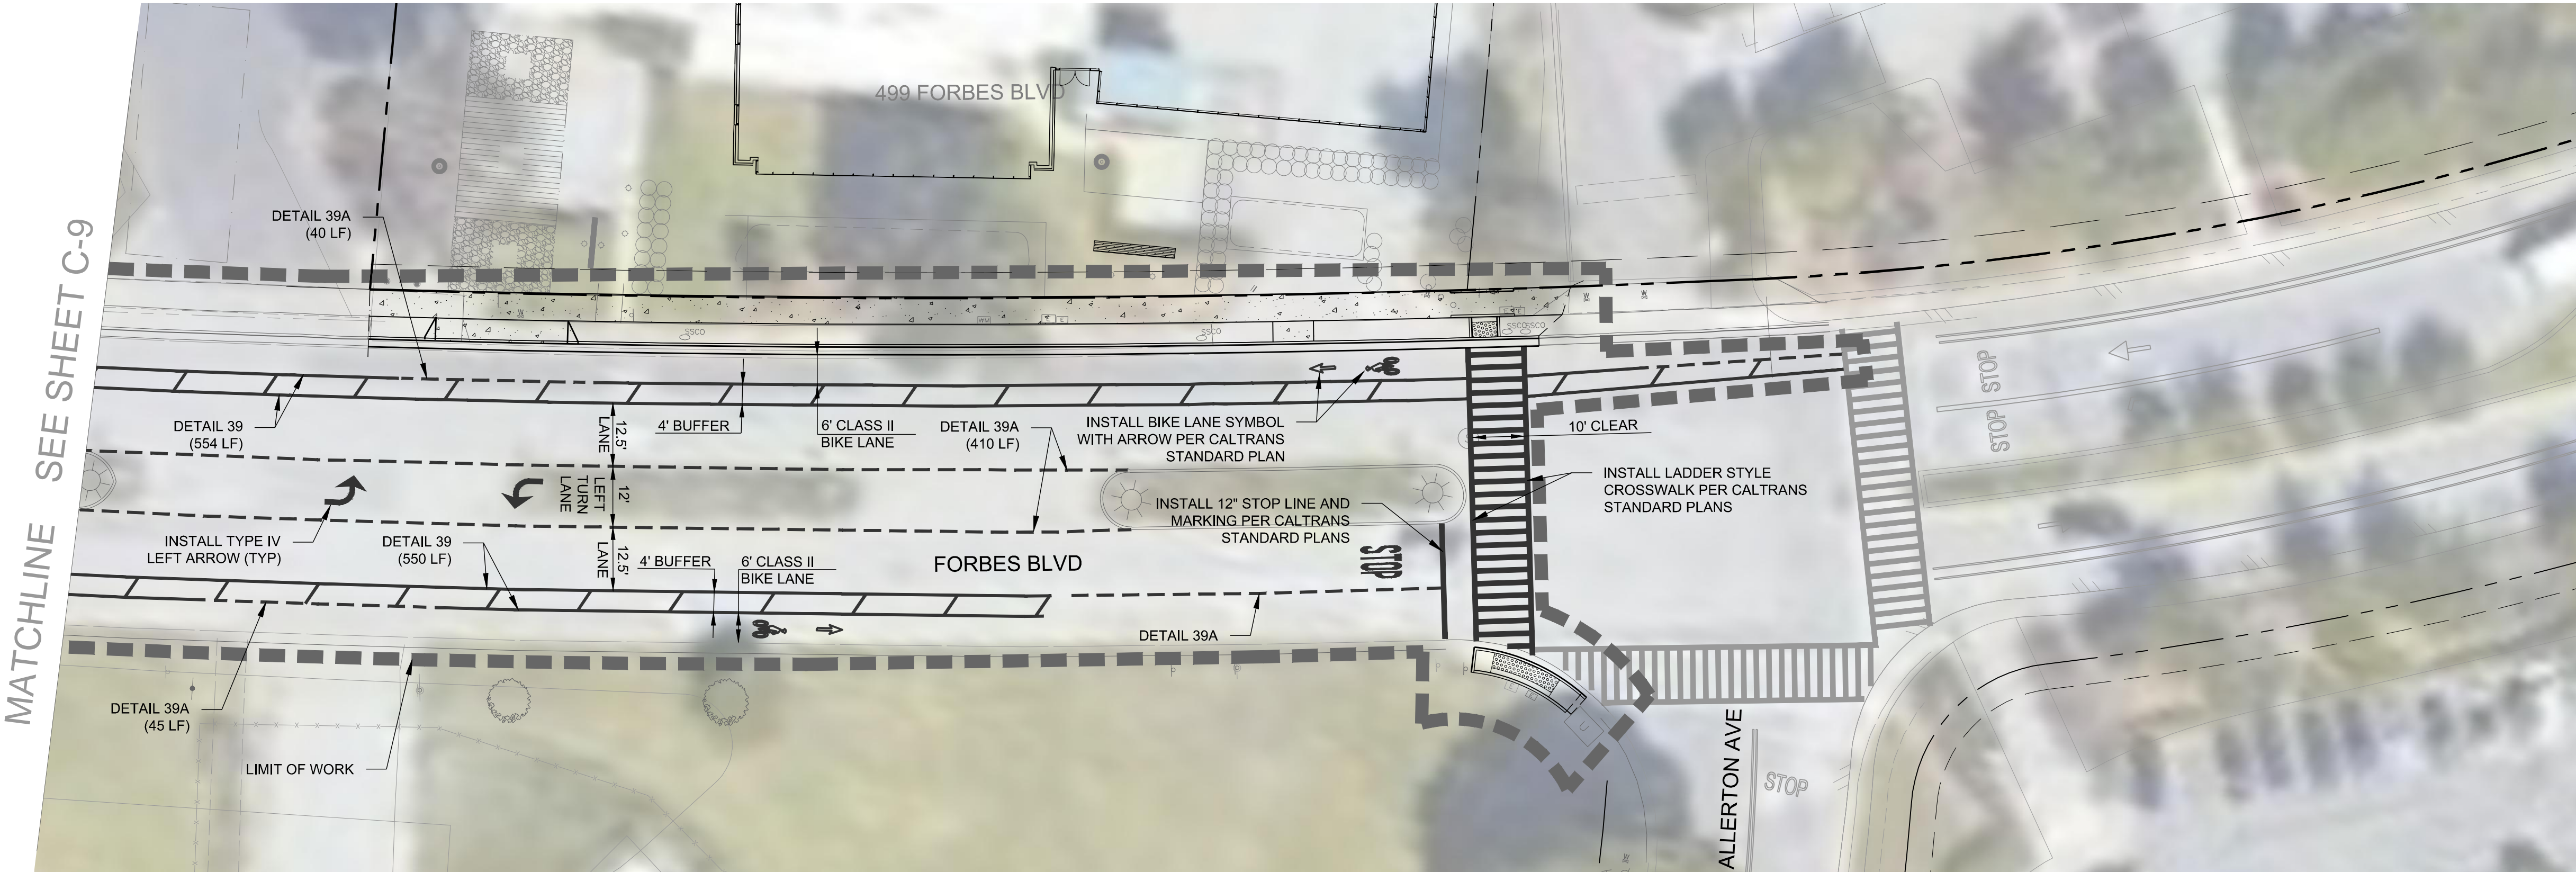 499 FORBES BLVD
MATCHLINE SEE SHEET C-9
DETAIL 39A
(40 LF)
SSCO
SSCO
SSCO
SSCO
DETAIL 39
(554 LF)
12.5'
LANE
4' BUFFER
6' CLASS II
BIKE LANE
DETAIL 39A
(410 LF)
INSTALL BIKE LANE SYMBOL
WITH ARROW PER CALTRANS
STANDARD PLAN
10' CLEAR
INSTALL LADDER STYLE
CROSSWALK PER CALTRANS
STANDARD PLANS
STOP
STOP
12'
LEFT
TURN
LANE
INSTALL 12" STOP LINE AND
MARKING PER CALTRANS
STANDARD PLANS
INSTALL TYPE IV
LEFT ARROW (TYP)
DETAIL 39
(550 LF)
12.5'
LANE
4' BUFFER
6' CLASS II
BIKE LANE
FORBES BLVD
STOP
DETAIL 39A
DETAIL 39A
(45 LF)
LIMIT OF WORK
ALLERTON AVE
STOP